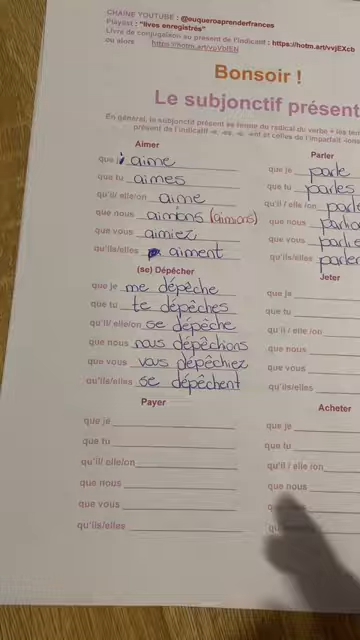 CHAINE YOUTUBE : @euqueroaprenderfrances
Playlist : "lives enregistrés"
Livre de conjugaison au présent de l'indicatif : https://hotm.art/vvjEXcb
ou alors
Bonsoir !
Le subjonctif présent
En général, le subjonctif présent se forme du radical du verbe + les
présent de l'indicatif -e, -es, -e, -ent et celles de l'imparfait -ions
Aimer
que j' aime
que tu aimes
qu'il/ elle/on aime
que nous aimions (aimions)
que vous aimiez
qu'ils/elles aiment
(se) Dépêcher
que je me dépêche
que tu te dépêches
qu'il/ elle/on se dépêche
que nous nous dépêchions
que vous vous dépêchiez
qu'ils/elles se dépêchent
Payer
que je
que tu
qu'il/ elle/on
que nous
que vous
qu'ils/elles
Parler
que je parle
que tu parles
qu'il / elle /on
que nous
que vous
qu'ils/elles
Jeter
que je
que tu
qu'il / elle /on
que nous
que vous
qu'ils/elles
Acheter
que je
que tu
qu'il / elle /on
que nous